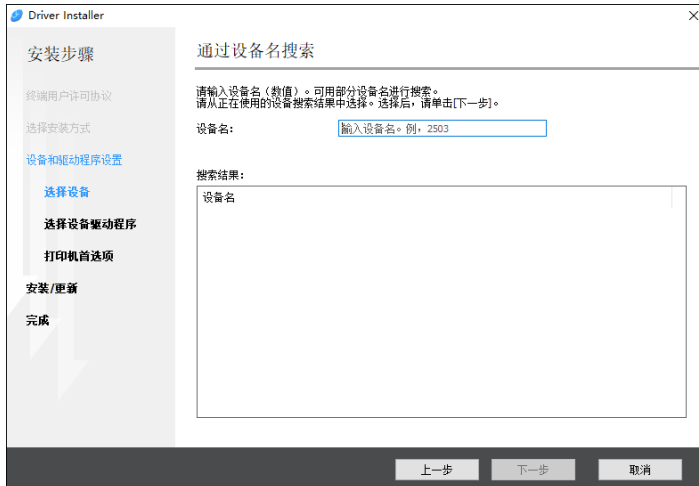 Driver Installer
安装步骤
终端用户许可协议
选择安装方式
设备和驱动程序设置
选择设备
选择设备驱动程序
打印机首选项
安装/更新
完成
通过设备名搜索
请输入设备名（数值）。可用部分设备名进行搜索。
请从正在使用的设备搜索结果中选择。选择后，请单击[下一步]。
设备名：
输入设备名。例，2503
搜索结果：
设备名
上一步
下一步
取消